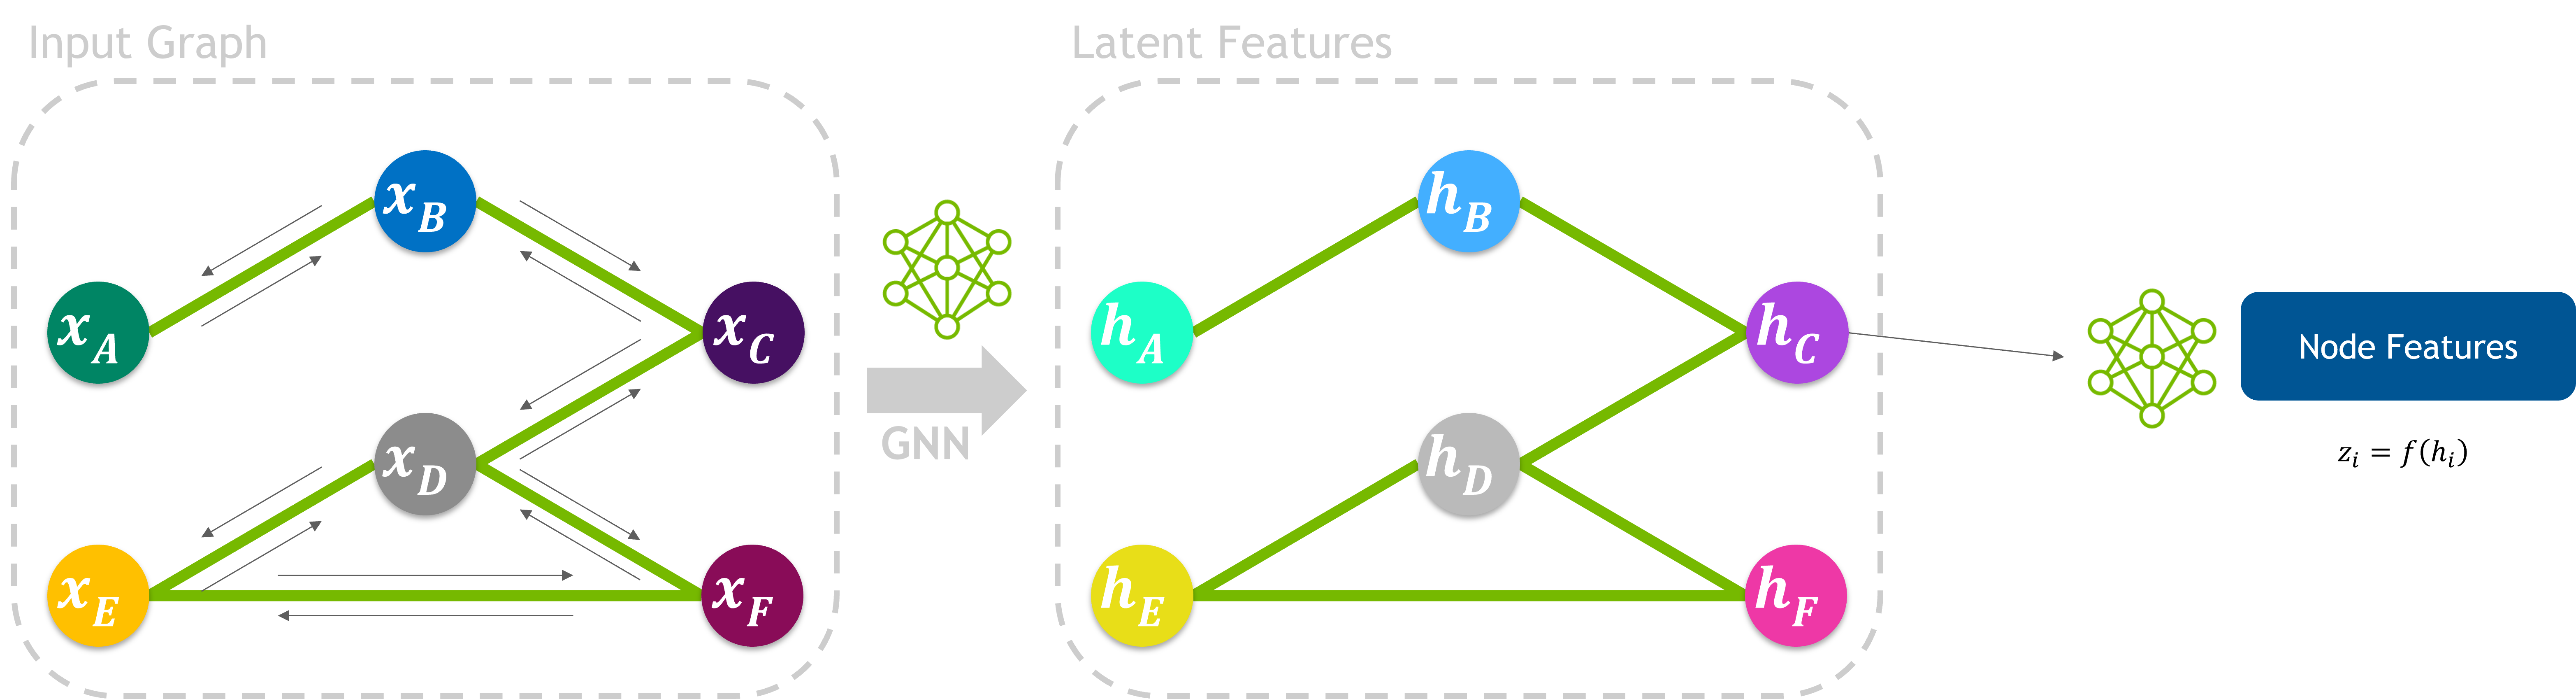 Input Graph
x_A
x_B
x_C
x_D
x_E
x_F
GNN
Latent Features
h_A
h_B
h_C
h_D
h_E
h_F
Node Features
z_i = f(h_i)